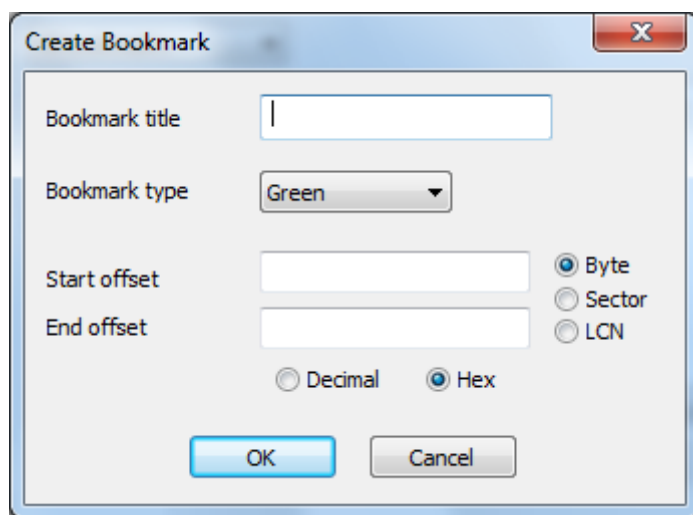 Create Bookmark
Bookmark title
Bookmark type Green
Start offset Byte
Sector
End offset LCN
Decimal Hex
OK Cancel